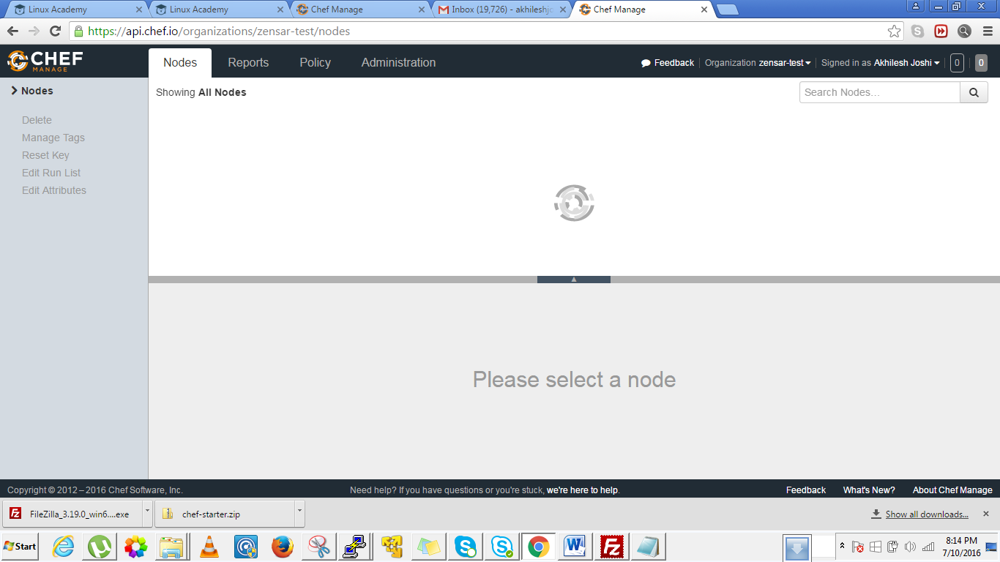 Linux Academy
Linux Academy
Chef Manage
Inbox (19,726) - akhileshjo
Chef Manage
https://api.chef.io/organizations/zensar-test/nodes
CHEF
MANAGE
Nodes
Reports
Policy
Administration
Feedback
Organization zensar-test
Signed in as Akhilesh Joshi
0
0
Nodes
Showing All Nodes
Search Nodes...
Delete
Manage Tags
Reset Key
Edit Run List
Edit Attributes
Please select a node
Copyright © 2012 – 2016 Chef Software, Inc.
Need help? If you have questions or you're stuck, we're here to help.
Feedback
What's New?
About Chef Manage
FileZilla_3.19.0_win6....exe
chef-starter.zip
Show all downloads...
Start
8:14 PM
7/10/2016